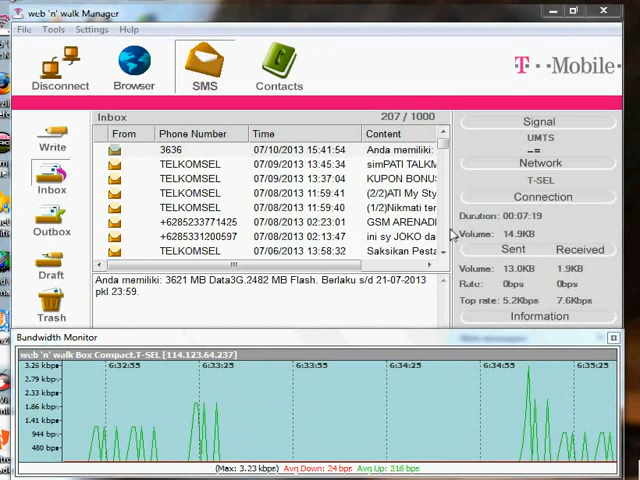 web 'n' walk Manager
File Tools Settings Help
Disconnect Browser SMS Contacts
T··Mobile·
Inbox 207 / 1000
From Phone Number Time Content
3636 07/10/2013 15:41:54 Anda memiliki:
TELKOMSEL 07/09/2013 13:45:34 simPATI TALKM
TELKOMSEL 07/09/2013 13:37:34 KUPON BONUS
TELKOMSEL 07/08/2013 11:59:41 (2/2)ATI My Sty
TELKOMSEL 07/08/2013 11:59:41 (1/2)Nikmati ter
+6285233771425 07/08/2013 02:23:01 GSM ARENADI
+6285331200597 07/08/2013 02:13:47 ini sy JOKO da
TELKOMSEL 07/06/2013 13:58:32 Saksikan Pesta
Anda memiliki: 3621 MB Data3G.2482 MB Flash. Berlaku s/d 21-07-2013
pkl 23:59.
Write
Inbox
Outbox
Draft
Trash
Signal
UMTS
Network
T-SEL
Connection
Duration: 00:07:19
Volume: 14.9KB
Sent Received
Volume: 13.0KB 1.9KB
Rate: 0bps 0bps
Top rate: 5.2Kbps 7.6Kbps
Information
Bandwidth Monitor
web 'n' walk Box Compact.T-SEL [114.123.64.237]
3.26 kbps 6:32:55 6:33:25 6:33:55 6:34:25 6:34:55 6:35:25
2.79 kbps
2.33 kbps
1.86 kbps
1.41 kbps
944 bps
480 bps
(Max: 3.23 kbps) Avg Down: 24 bps Avg Up: 216 bps